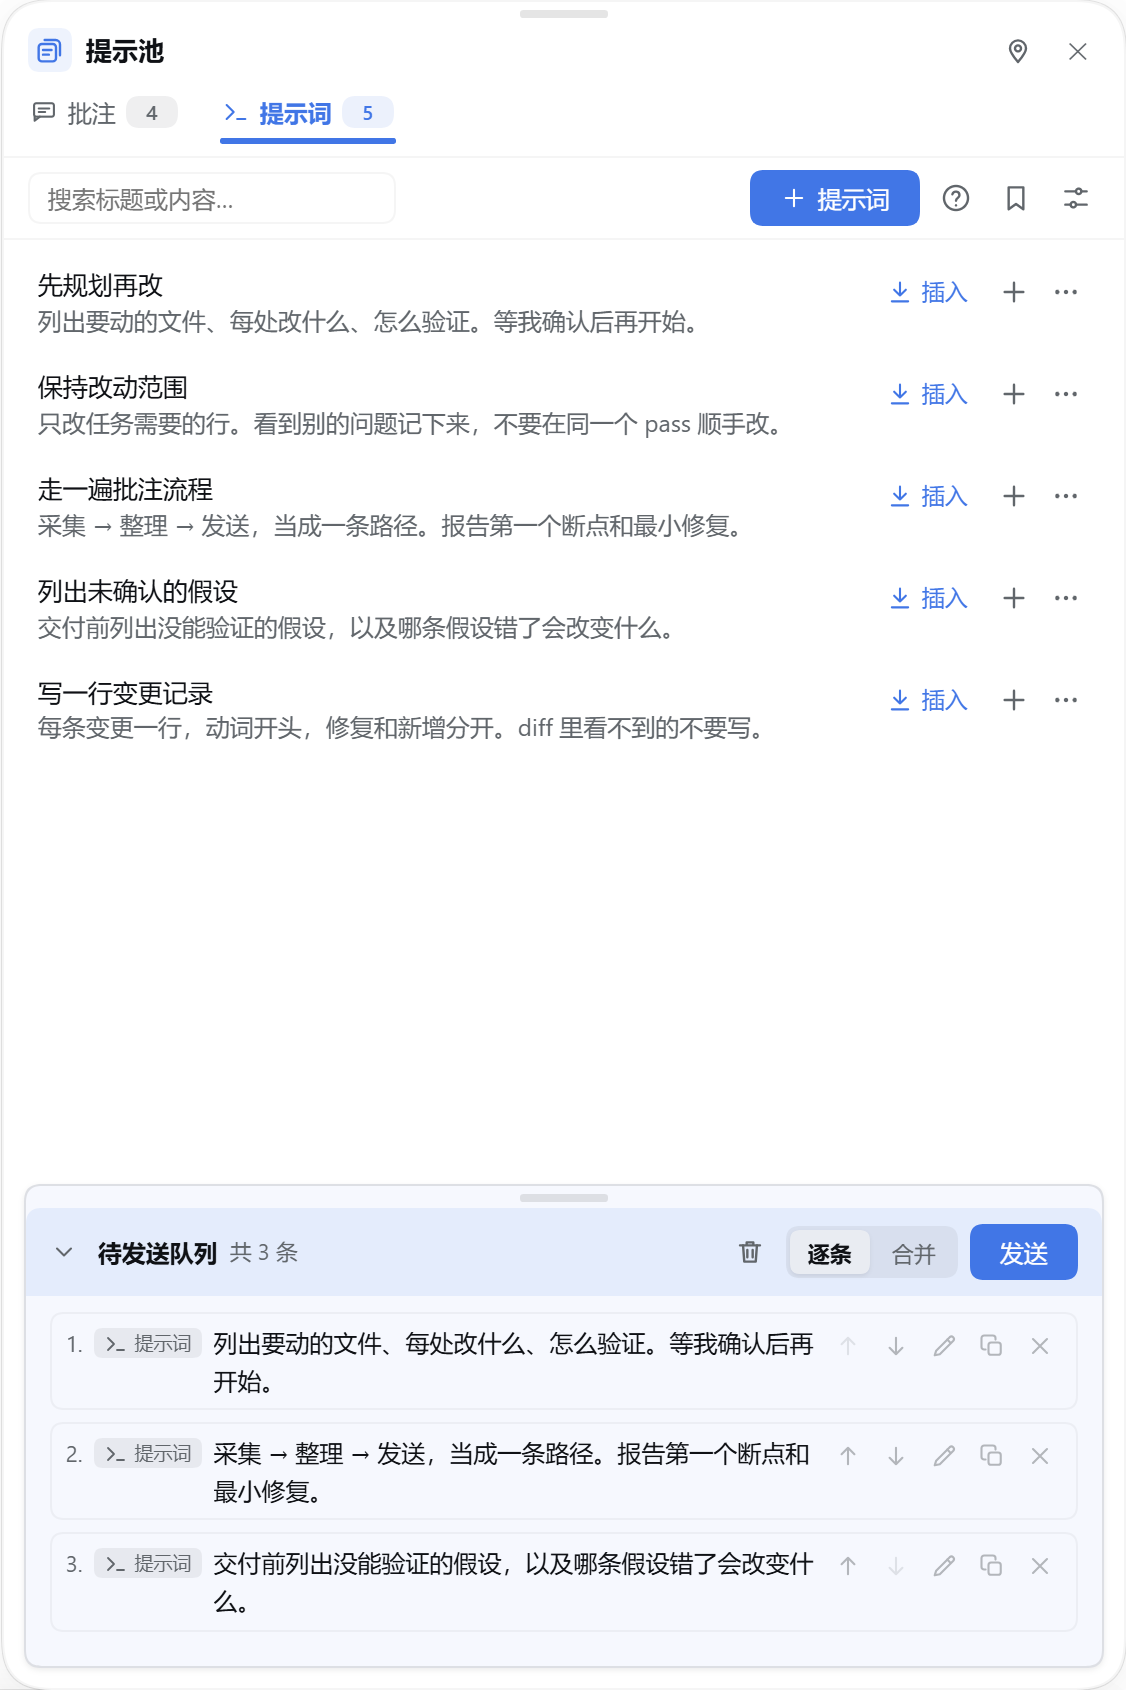 提示池
批注 4
提示词 5
搜索标题或内容...
提示词
先规划再改
插入
列出要动的文件、每处改什么、怎么验证。等我确认后再开始。
保持改动范围
插入
只改任务需要的行。看到别的问题记下来，不要在同一个 pass 顺手改。
走一遍批注流程
插入
采集 → 整理 → 发送，当成一条路径。报告第一个断点和最小修复。
列出未确认的假设
插入
交付前列出没能验证的假设，以及哪条假设错了会改变什么。
写一行变更记录
插入
每条变更一行，动词开头，修复和新增分开。diff 里看不到的不要写。
待发送队列 共 3 条
逐条
合并
发送
1. 提示词 列出要动的文件、每处改什么、怎么验证。等我确认后再
开始。
2. 提示词 采集 → 整理 → 发送，当成一条路径。报告第一个断点和
最小修复。
3. 提示词 交付前列出没能验证的假设，以及哪条假设错了会改变什
么。